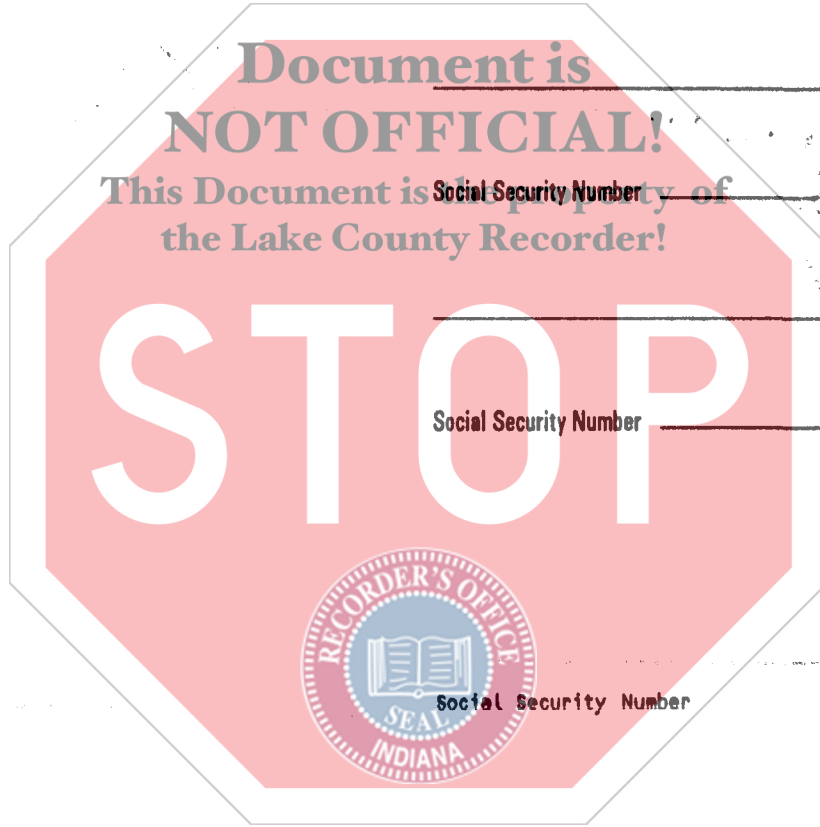 Document is
NOT OFFICIAL!
This Document is the property of
the Lake County Recorder!
Social Security Number
STOP
Social Security Number
RECORDER'S OFFICE
SEAL
INDIANA
Social Security Number